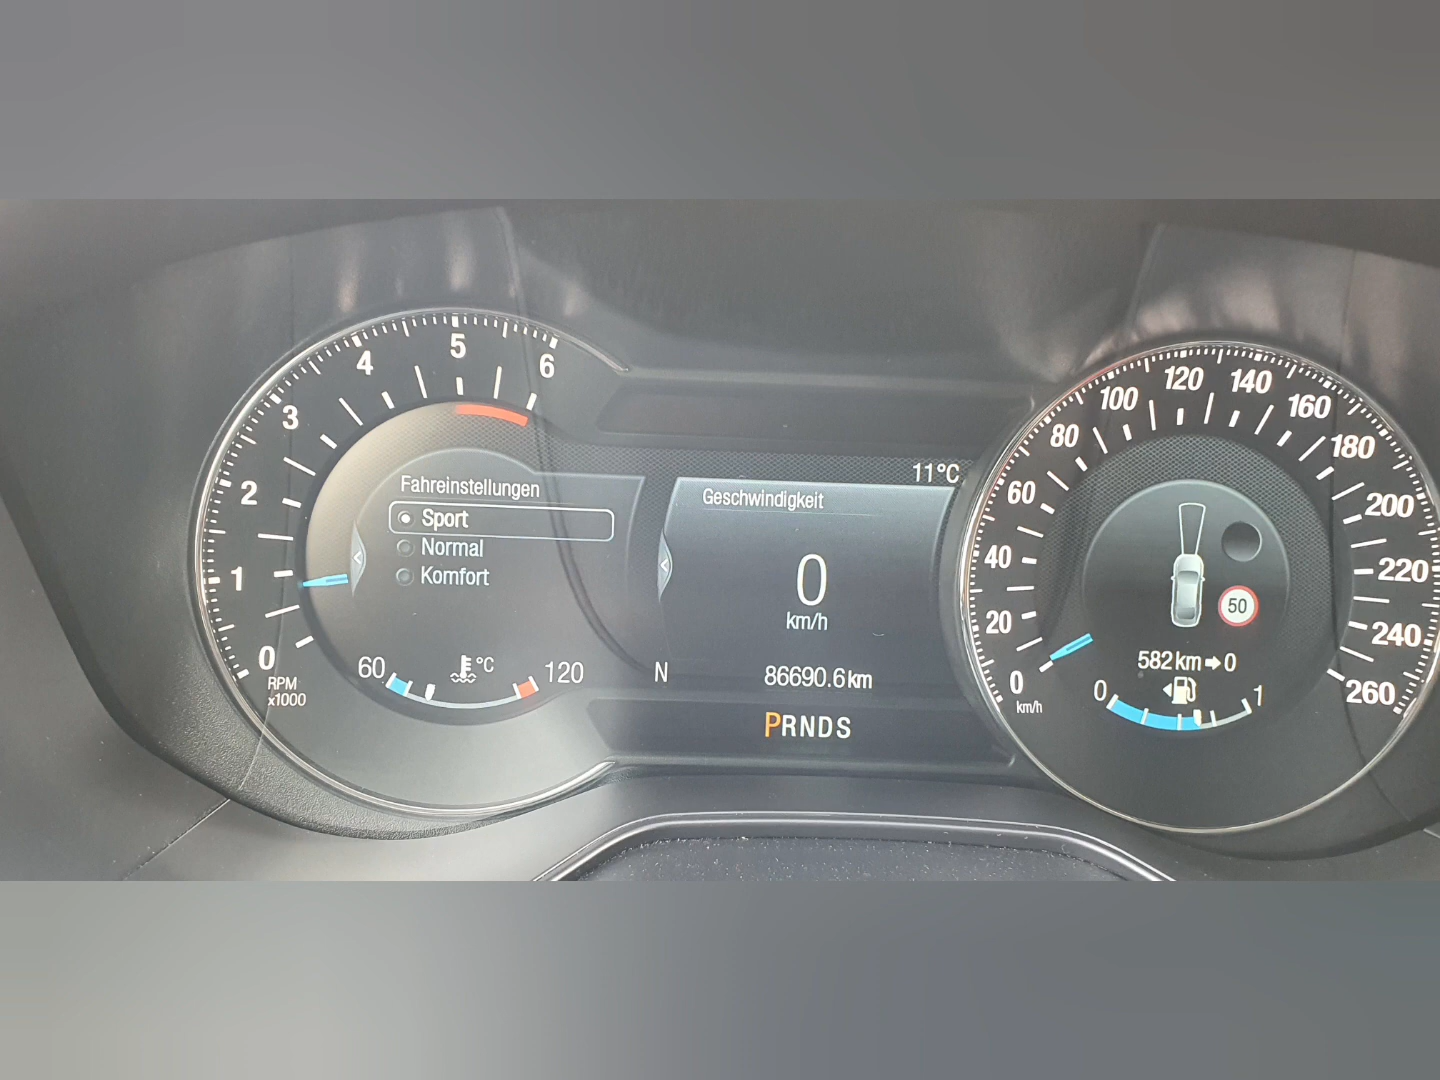 0
1
2
3
4
5
6
RPM
x1000
Fahreinstellungen
Sport
Normal
Komfort
60
°C
120
11°C
Geschwindigkeit
0
km/h
N
86690.6 km
PRNDS
0
20
40
60
80
100
120
140
160
180
200
220
240
260
km/h
50
582 km → 0
0
1